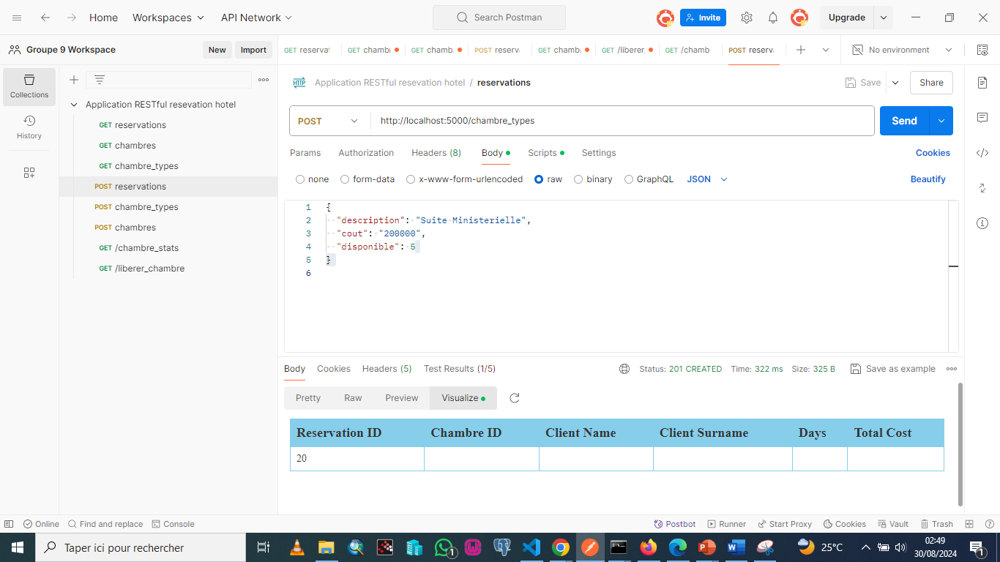 Home Workspaces API Network Search Postman Invite Upgrade
Groupe 9 Workspace New Import
GET reservat GET chamb GET chamb. POST reserv. GET chamb. GET /liberer. GET /chamb POST reserv. No environment
Collections
History
Application RESTful resevation hotel
GET reservations
GET chambres
GET chambre_types
POST reservations
POST chambre_types
POST chambres
GET /chambre_stats
GET /liberer_chambre
HTTP Application RESTful resevation hotel / reservations Save Share
POST http://localhost:5000/chambre_types Send
Params Authorization Headers (8) Body Scripts Settings Cookies
none form-data x-www-form-urlencoded raw binary GraphQL JSON Beautify
1 {
2 "description": "Suite Ministerielle",
3 "cout": "200000",
4 "disponible": 5
5 }
6
Body Cookies Headers (5) Test Results (1/5) Status: 201 CREATED Time: 322 ms Size: 325 B Save as example
Pretty Raw Preview Visualize
Reservation ID Chambre ID Client Name Client Surname Days Total Cost
20
Online Find and replace Console Postbot Runner Start Proxy Cookies Vault Trash
Taper ici pour rechercher 1 25°C 02:49
30/08/2024 1